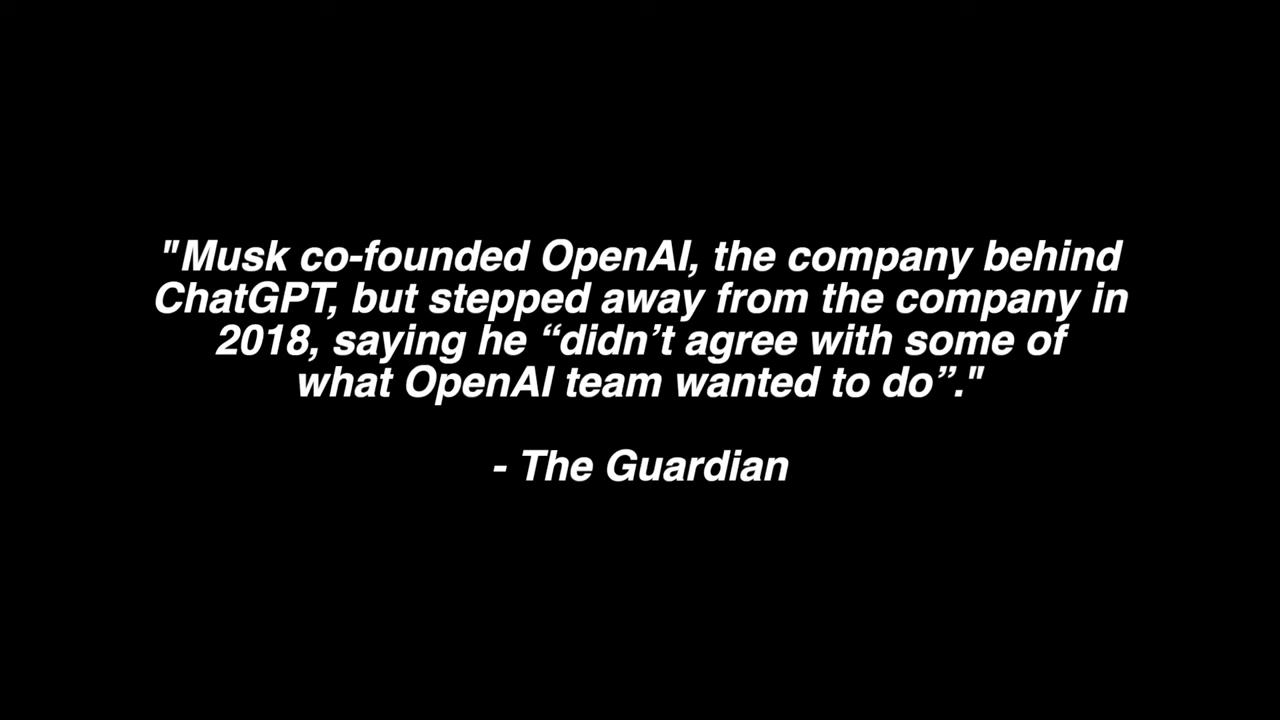 "Musk co-founded OpenAI, the company behind
ChatGPT, but stepped away from the company in
2018, saying he “didn’t agree with some of
what OpenAI team wanted to do”."
- The Guardian